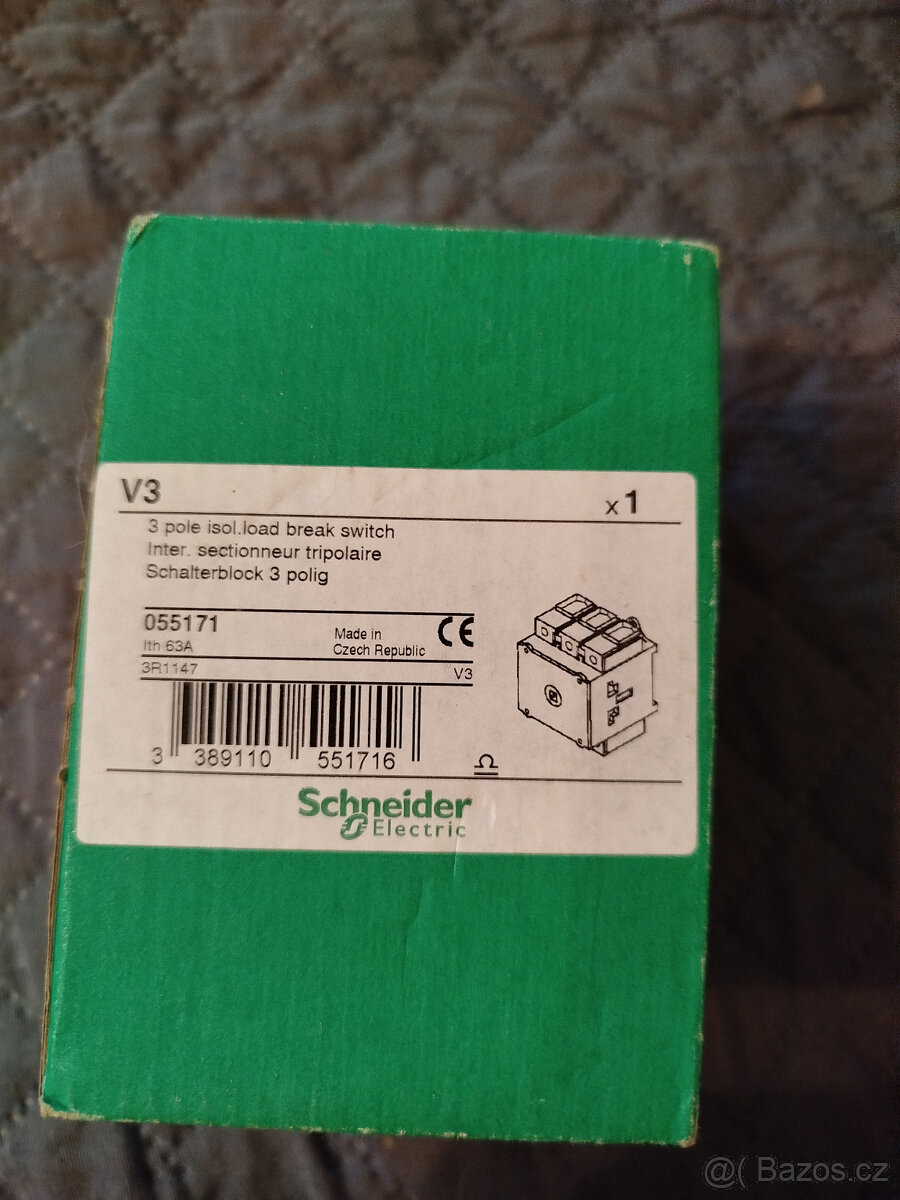 V3
x 1
3 pole isol.load break switch
Inter. sectionneur tripolaire
Schalterblock 3 polig
055171
Ith 63A
Made in
Czech Republic
CE
3R1147
V3
3 389110 551716
Schneider
Electric
@( Bazos.cz